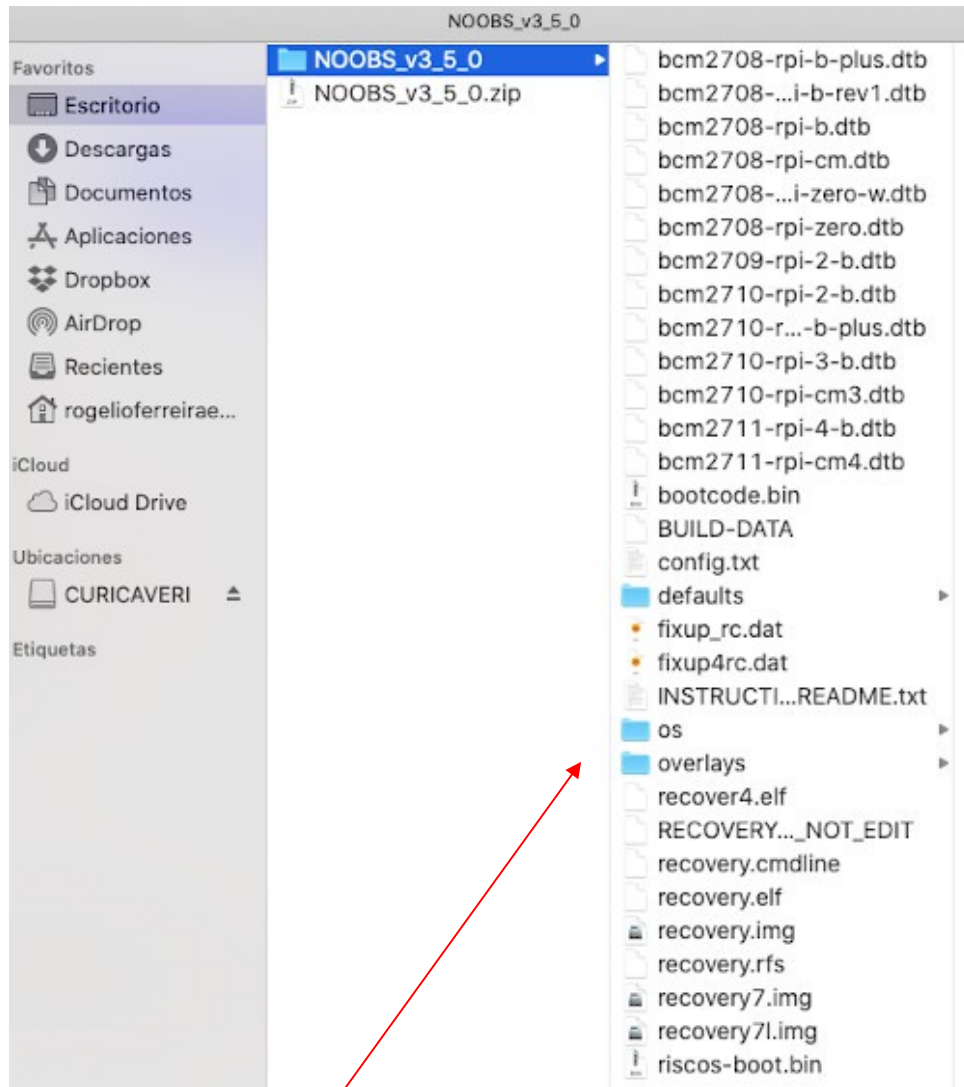 NOOBS_v3_5_0
Favoritos
Escritorio
Descargas
Documentos
Aplicaciones
Dropbox
AirDrop
Recientes
rogelioferreirae...
iCloud
iCloud Drive
Ubicaciones
CURICAVERI
Etiquetas
NOOBS_v3_5_0
NOOBS_v3_5_0.zip
bcm2708-rpi-b-plus.dtb
bcm2708-...i-b-rev1.dtb
bcm2708-rpi-b.dtb
bcm2708-rpi-cm.dtb
bcm2708-...i-zero-w.dtb
bcm2708-rpi-zero.dtb
bcm2709-rpi-2-b.dtb
bcm2710-rpi-2-b.dtb
bcm2710-r...-b-plus.dtb
bcm2710-rpi-3-b.dtb
bcm2710-rpi-cm3.dtb
bcm2711-rpi-4-b.dtb
bcm2711-rpi-cm4.dtb
bootcode.bin
BUILD-DATA
config.txt
defaults
fixup_rc.dat
fixup4rc.dat
INSTRUCTI...README.txt
os
overlays
recover4.elf
RECOVERY..._NOT_EDIT
recovery.cmdline
recovery.elf
recovery.img
recovery.rfs
recovery7.img
recovery7l.img
riscos-boot.bin